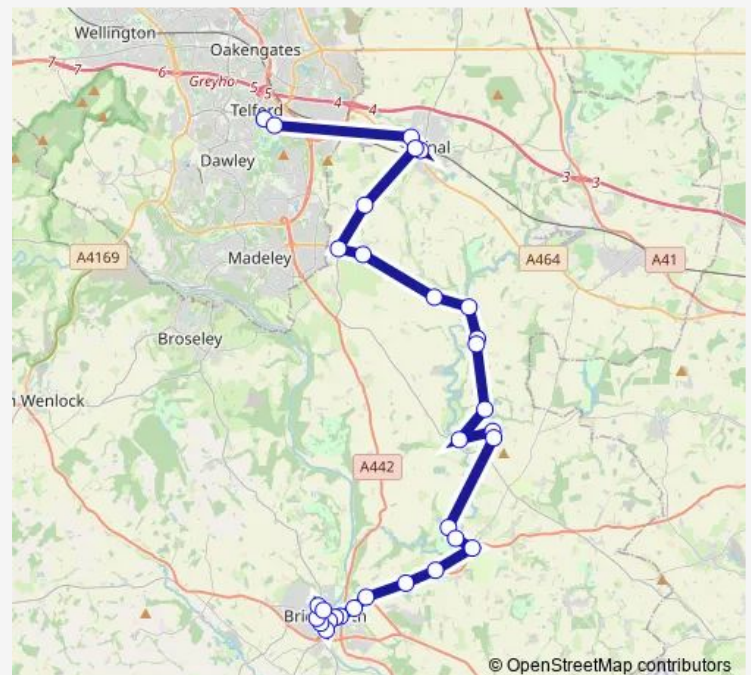 Wellington
Oakengates
7
7
6
Greyho
5
5
4
4
Telford
Dawley
3
3
A4169
Madeley
A464
A41
Broseley
Wenlock
A442
© OpenStreetMap contributors